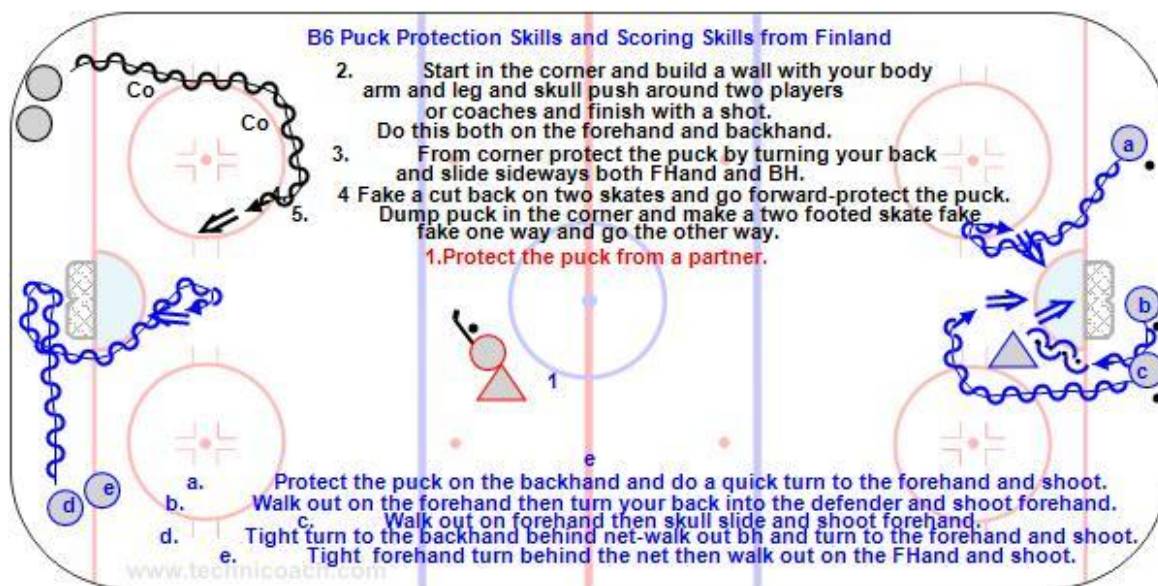 B6 Puck Protection Skills and Scoring Skills from Finland
2. Start in the corner and build a wall with your body
arm and leg and skull push around two players
or coaches and finish with a shot.
Do this both on the forehand and backhand.
3. From corner protect the puck by turning your back
and slide sideways both FHand and BH.
4 Fake a cut back on two skates and go forward-protect the puck.
5. Dump puck in the corner and make a two footed skate fake
fake one way and go the other way.
1.Protect the puck from a partner.
Co
Co
a
b
c
1
d
e
e
a. Protect the puck on the backhand and do a quick turn to the forehand and shoot.
b. Walk out on the forehand then turn your back into the defender and shoot forehand.
c. Walk out on forehand then skull slide and shoot forehand.
d. Tight turn to the backhand behind net-walk out bh and turn to the forehand and shoot.
e. Tight forehand turn behind the net then walk out on the FHand and shoot.
www.technicoach.com